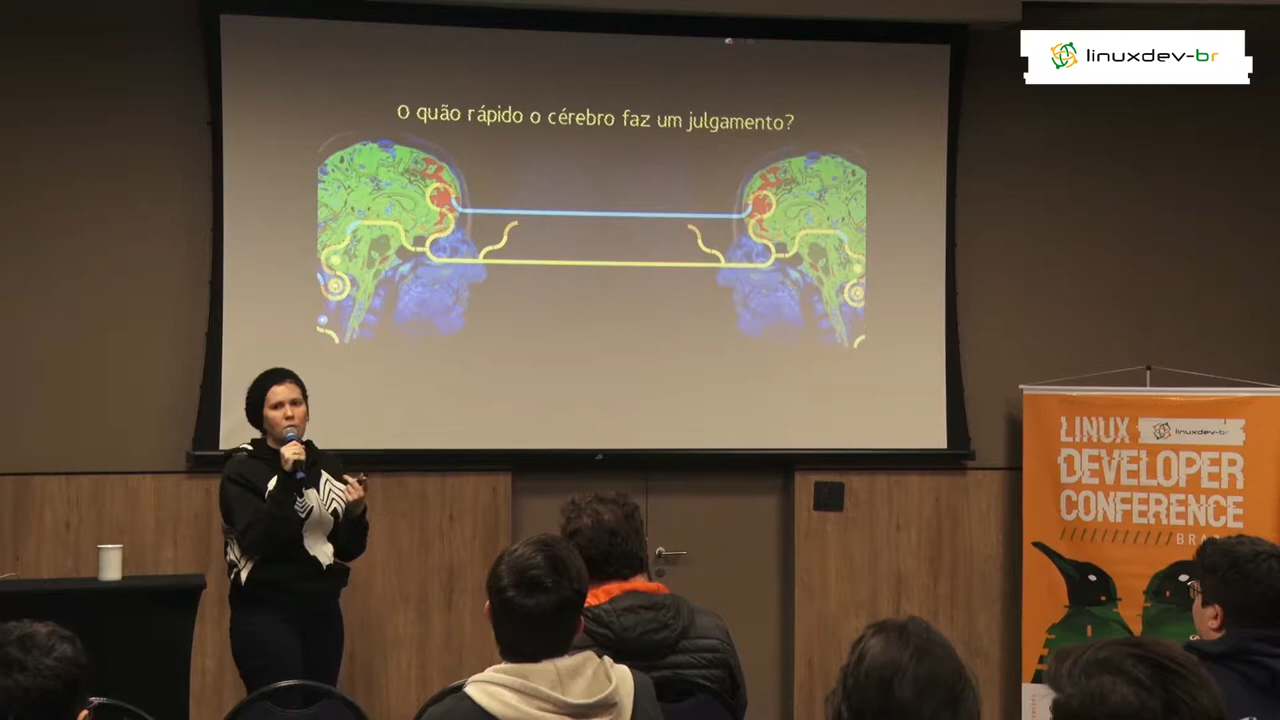 linuxdev-br
O quão rápido o cérebro faz um julgamento?
LINUX
linuxdev-br
DEVELOPER
CONFERENCE